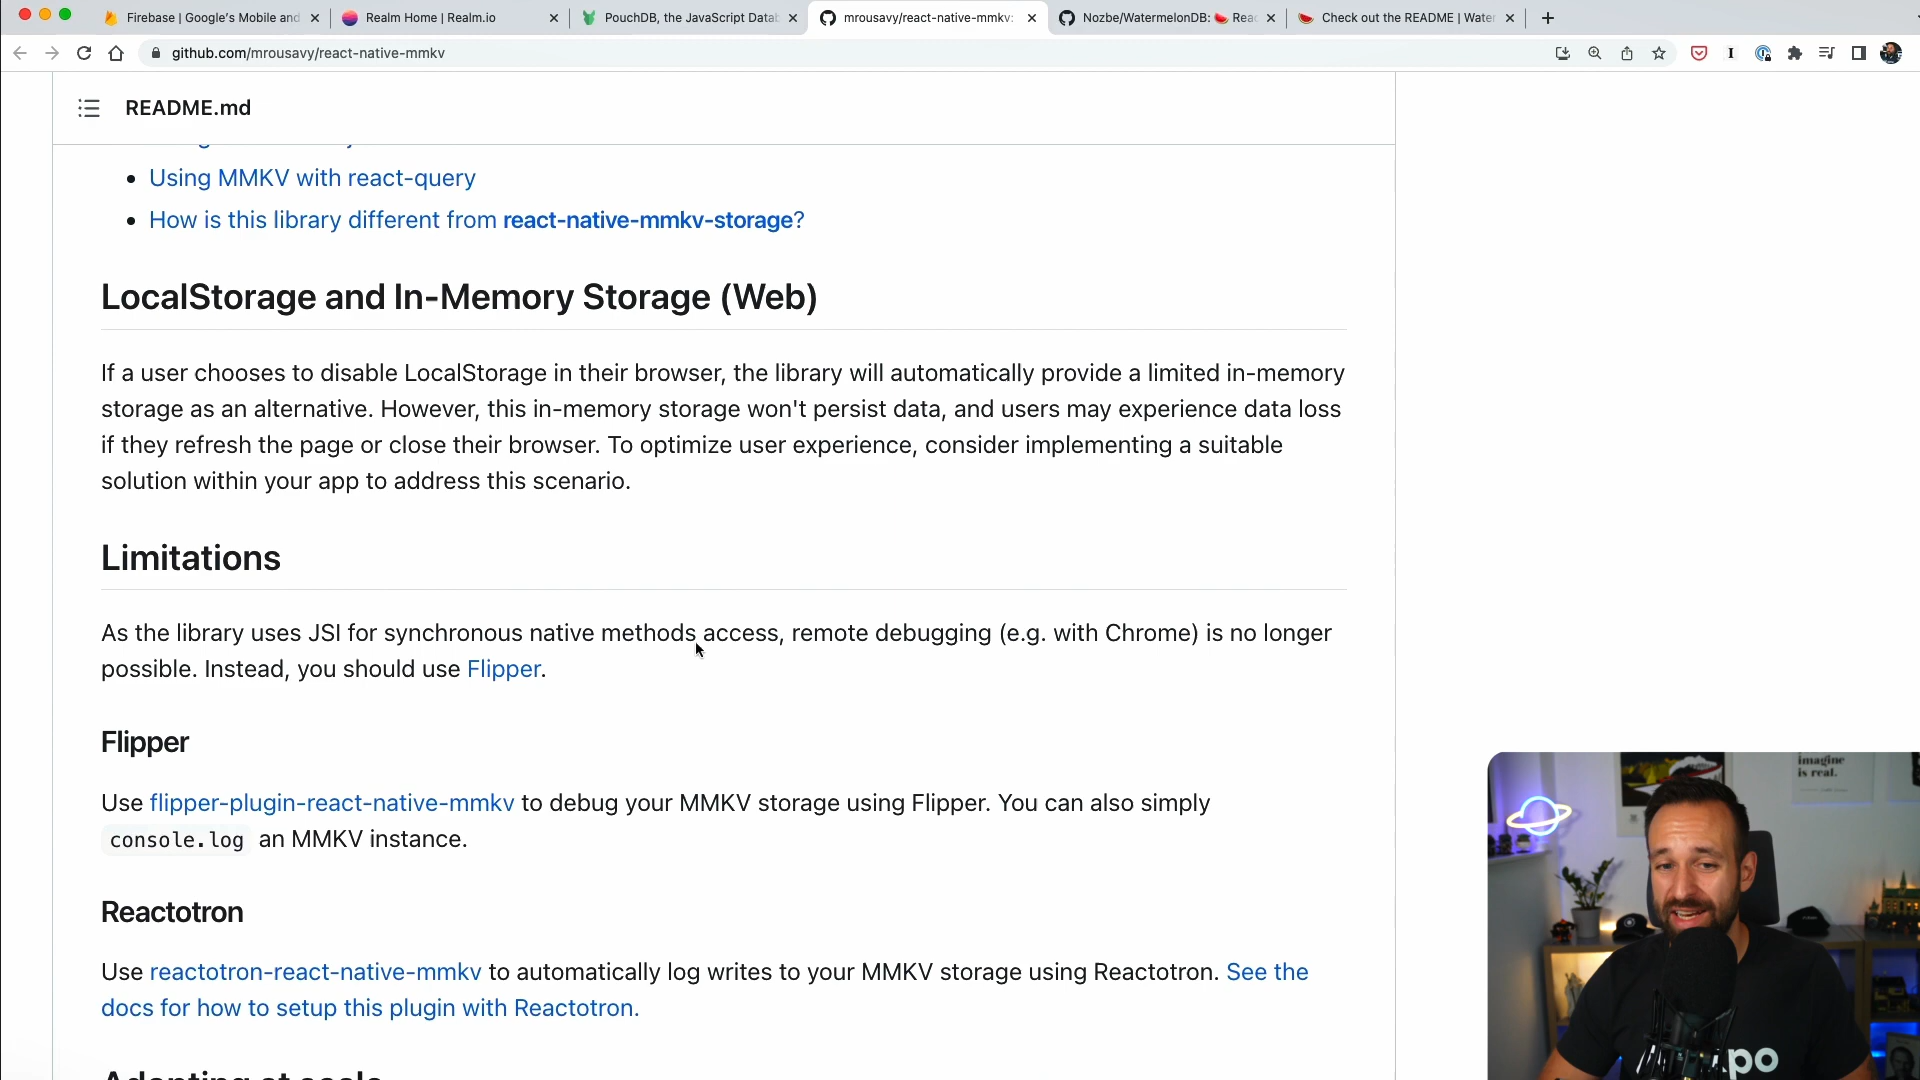 Firebase | Google's Mobile and
Realm Home | Realm.io
PouchDB, the JavaScript Datab
mrousavy/react-native-mmkv:
Nozbe/WatermelonDB: 🍉 Reac
Check out the README | Water
github.com/mrousavy/react-native-mmkv
README.md
Using MMKV with react-query
How is this library different from react-native-mmkv-storage?
LocalStorage and In-Memory Storage (Web)
If a user chooses to disable LocalStorage in their browser, the library will automatically provide a limited in-memory
storage as an alternative. However, this in-memory storage won't persist data, and users may experience data loss
if they refresh the page or close their browser. To optimize user experience, consider implementing a suitable
solution within your app to address this scenario.
Limitations
As the library uses JSI for synchronous native methods access, remote debugging (e.g. with Chrome) is no longer
possible. Instead, you should use Flipper.
Flipper
Use flipper-plugin-react-native-mmkv to debug your MMKV storage using Flipper. You can also simply
console.log an MMKV instance.
Reactotron
Use reactotron-react-native-mmkv to automatically log writes to your MMKV storage using Reactotron. See the
docs for how to setup this plugin with Reactotron.
Adopting at scale
imagine
is real.
po